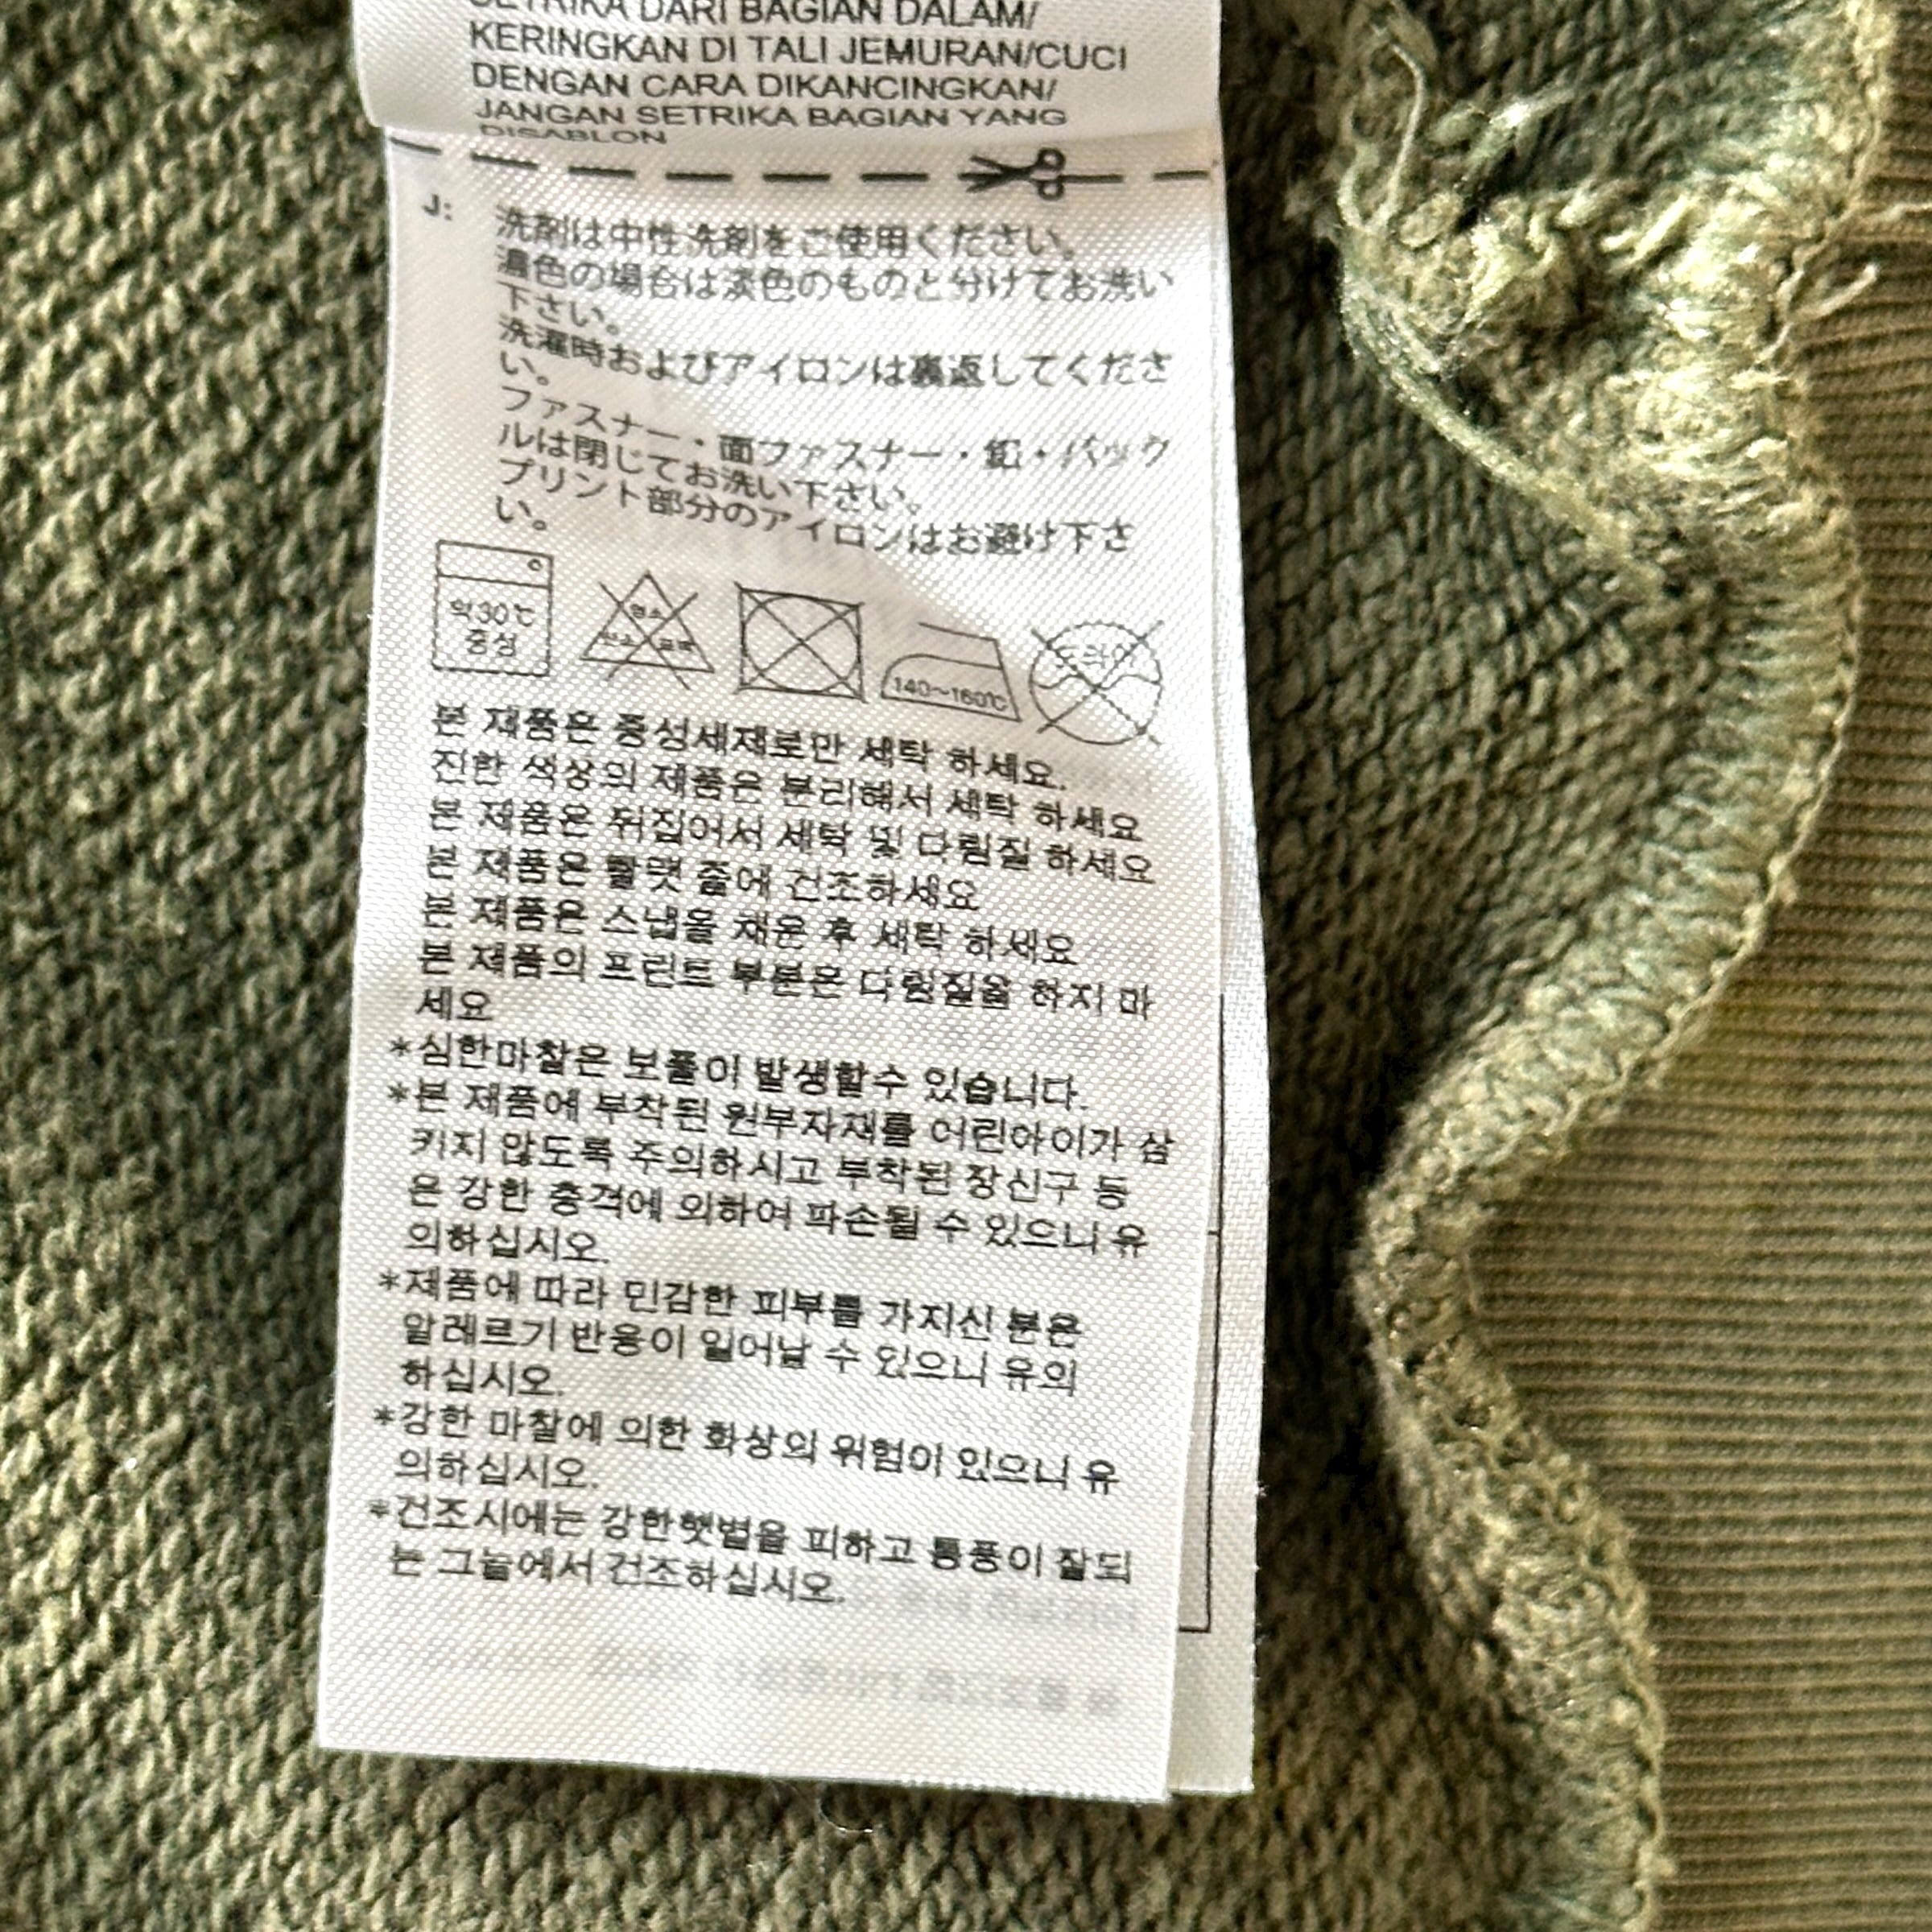 SETRIKA DARI BAGIAN DALAM/
KERINGKAN DI TALI JEMURAN/CUCI
DENGAN CARA DIKANCINGKAN/
JANGAN SETRIKA BAGIAN YANG
DISABLON
J:
洗剤は中性洗剤をご使用ください。
濃色の場合は淡色のものと分けてお洗い
下さい。
洗濯時およびアイロンは裏返してくださ
い。
ファスナー・面ファスナー・釦・バック
ルは閉じてお洗い下さい。
プリント部分のアイロンはお避け下さ
い。
약30℃
중성
염소
140~160℃
드라이
본 제품은 중성세제로만 세탁 하세요.
진한 색상의 제품은 분리해서 세탁 하세요
본 제품은 뒤집어서 세탁 및 다림질 하세요
본 제품은 빨랫 줄에 건조하세요
본 제품은 스냅을 채운 후 세탁 하세요
본 제품의 프린트 부분은 다림질을 하지 마
세요
*심한마찰은 보풀이 발생할수 있습니다.
*본 제품에 부착된 원부자재를 어린아이가 삼
키지 않도록 주의하시고 부착된 장신구 등
은 강한 충격에 의하여 파손될 수 있으니 유
의하십시오.
*제품에 따라 민감한 피부를 가지신 분은
알레르기 반응이 일어날 수 있으니 유의
하십시오.
*강한 마찰에 의한 화상의 위험이 있으니 유
의하십시오.
*건조시에는 강한햇볕을 피하고 통풍이 잘되
는 그늘에서 건조하십시오.